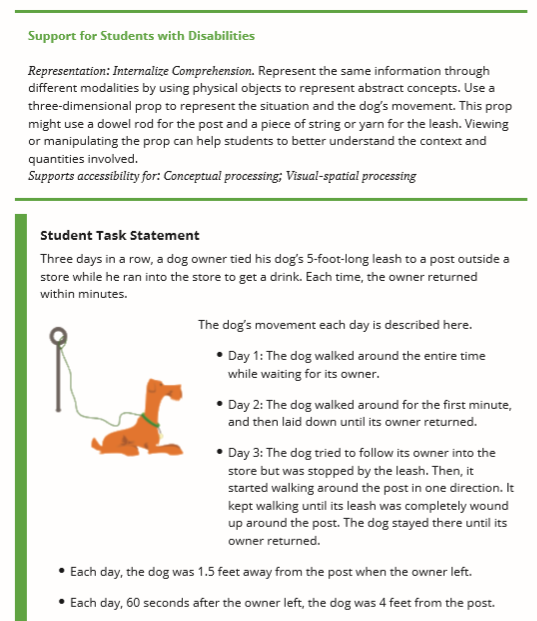 Support for Students with Disabilities
Representation: Internalize Comprehension. Represent the same information through
different modalities by using physical objects to represent abstract concepts. Use a
three-dimensional prop to represent the situation and the dog's movement. This prop
might use a dowel rod for the post and a piece of string or yarn for the leash. Viewing
or manipulating the prop can help students to better understand the context and
quantities involved.
Supports accessibility for: Conceptual processing; Visual-spatial processing
Student Task Statement
Three days in a row, a dog owner tied his dog's 5-foot-long leash to a post outside a
store while he ran into the store to get a drink. Each time, the owner returned
within minutes.
The dog's movement each day is described here.
• Day 1: The dog walked around the entire time
while waiting for its owner.
• Day 2: The dog walked around for the first minute,
and then laid down until its owner returned.
• Day 3: The dog tried to follow its owner into the
store but was stopped by the leash. Then, it
started walking around the post in one direction. It
kept walking until its leash was completely wound
up around the post. The dog stayed there until its
owner returned.
• Each day, the dog was 1.5 feet away from the post when the owner left.
• Each day, 60 seconds after the owner left, the dog was 4 feet from the post.